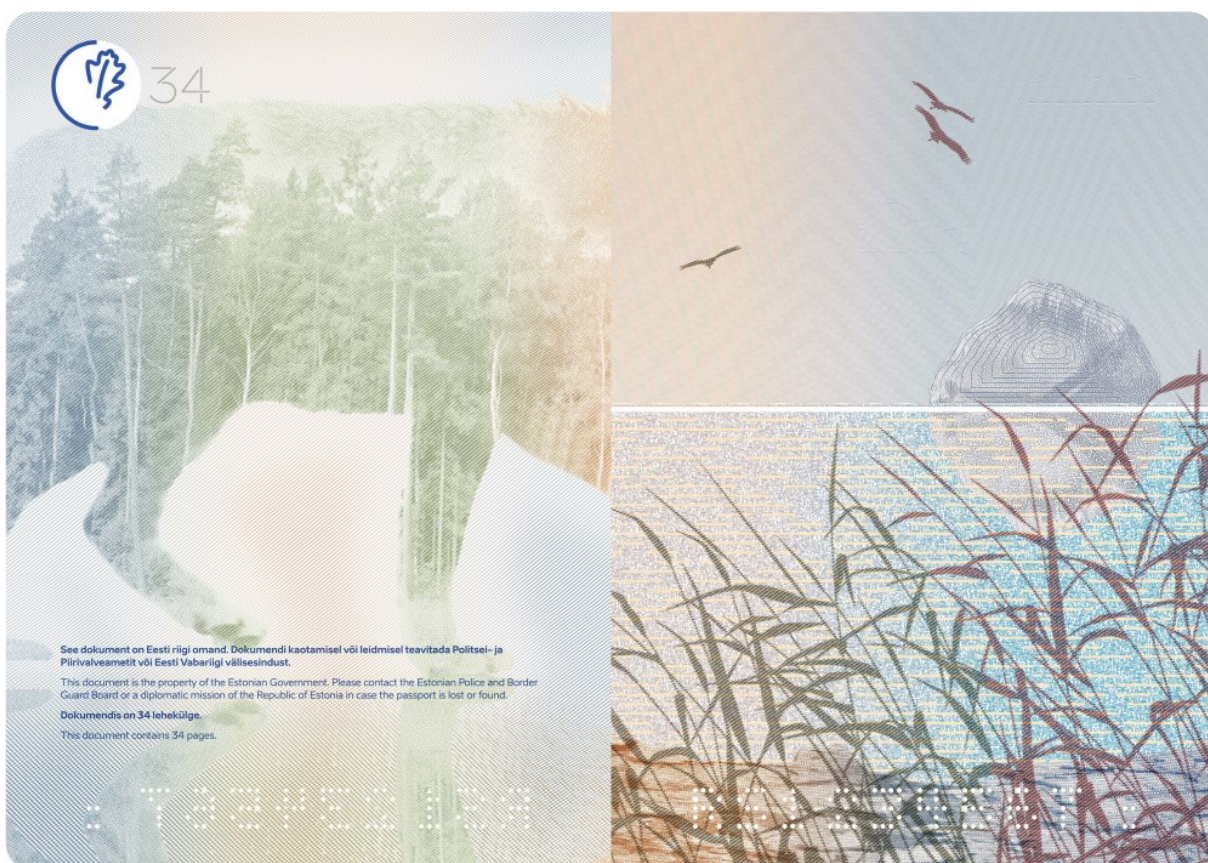 34
See dokument on Eesti riigi omand. Dokumendi kaotamisel või leidmisel teavitada Politsei- ja
Piirivalveametit või Eesti Vabariigi välisesindust.
This document is the property of the Estonian Government. Please contact the Estonian Police and Border
Guard Board or a diplomatic mission of the Republic of Estonia in case the passport is lost or found.
Dokumendis on 34 lehekülge.
This document contains 34 pages.